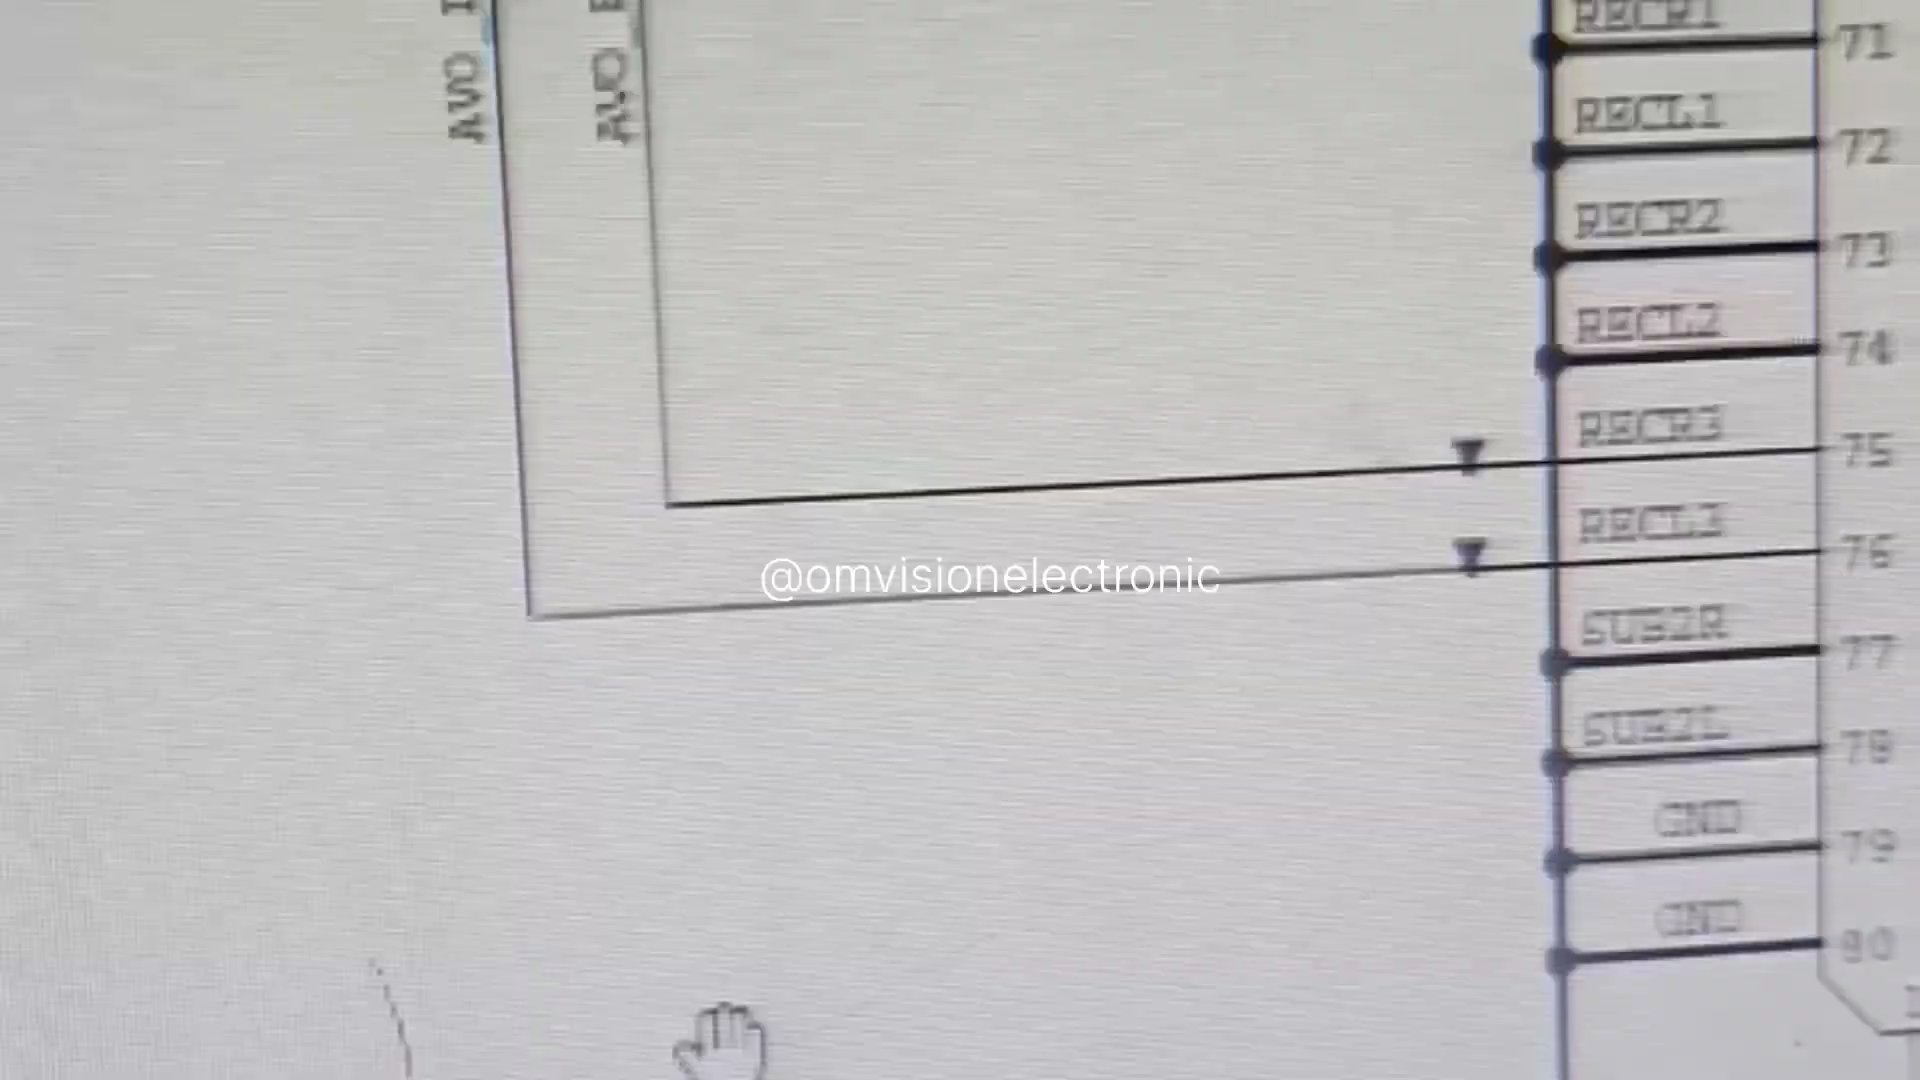 RECR1
71
RECL1
72
RECR2
73
RECL2
74
RECR3
75
RECL3
76
SUB2R
77
SUB2L
78
GND
79
GND
80
@omvisionelectronic